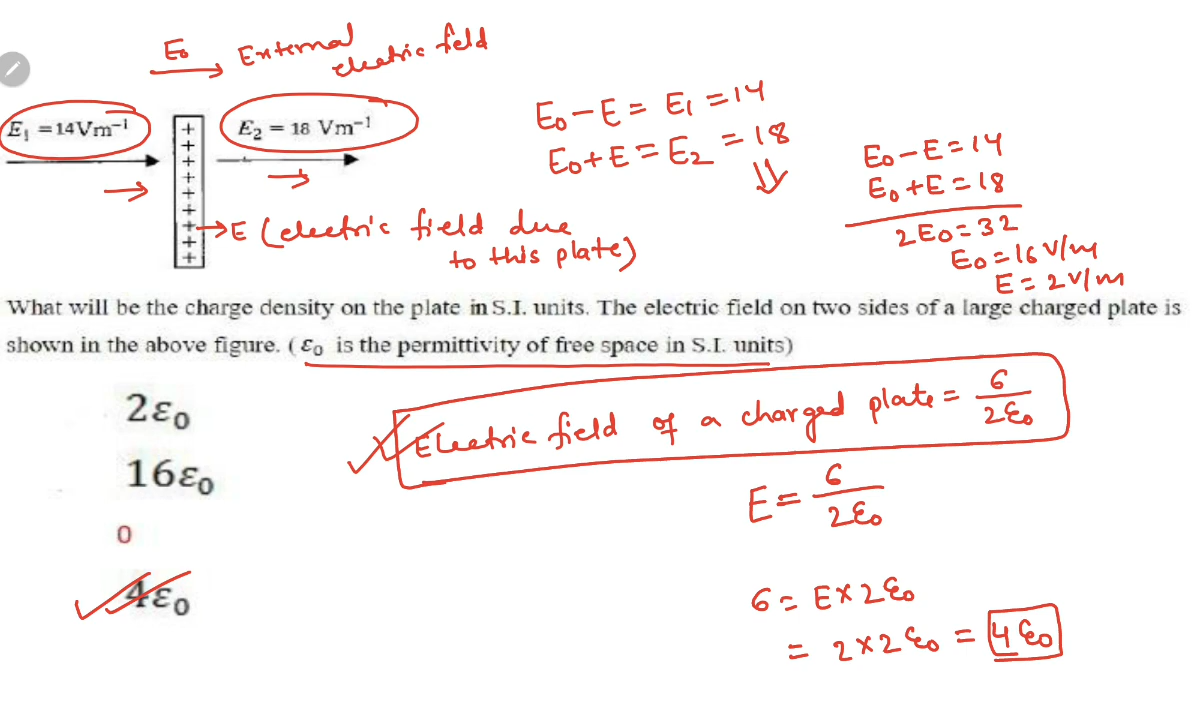 E₀ External
electric feld
E₁ = 14Vm⁻¹
E₂ = 18 Vm⁻¹
+ + + + + + + + +
E₀ - E = E₁ = 14
E₀ + E = E₂ = 18
E₀ - E = 14
E₀ + E = 18
2E₀ = 32
E₀ = 16 V/m
E = 2 V/m
E (electric field due
to this plate)
What will be the charge density on the plate in S.I. units. The electric field on two sides of a large charged plate is
shown in the above figure. ( ε₀ is the permittivity of free space in S.I. units)
2ε₀
16ε₀
0
4ε₀
Electric field of a charged plate = σ/2ε₀
E = σ/2ε₀
σ = E × 2ε₀
= 2 × 2ε₀ = 4ε₀